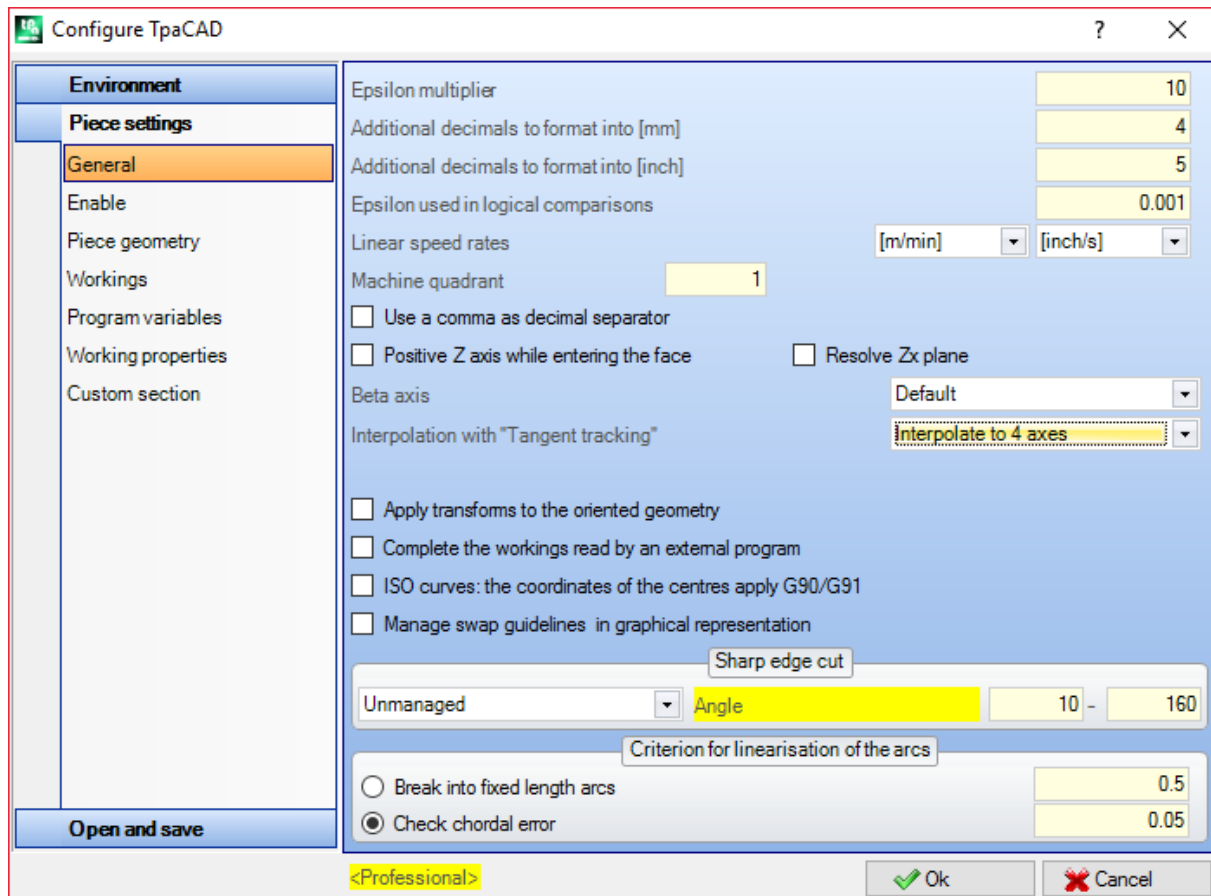 Configure TpaCAD
?
Environment
Piece settings
General
Enable
Piece geometry
Workings
Program variables
Working properties
Custom section
Open and save
Epsilon multiplier 10
Additional decimals to format into [mm] 4
Additional decimals to format into [inch] 5
Epsilon used in logical comparisons 0.001
Linear speed rates [m/min] [inch/s]
Machine quadrant 1
Use a comma as decimal separator
Positive Z axis while entering the face Resolve Zx plane
Beta axis Default
Interpolation with "Tangent tracking" Interpolate to 4 axes
Apply transforms to the oriented geometry
Complete the workings read by an external program
ISO curves: the coordinates of the centres apply G90/G91
Manage swap guidelines in graphical representation
Sharp edge cut
Unmanaged Angle 10 - 160
Criterion for linearisation of the arcs
Break into fixed length arcs 0.5
Check chordal error 0.05
<Professional> Ok Cancel